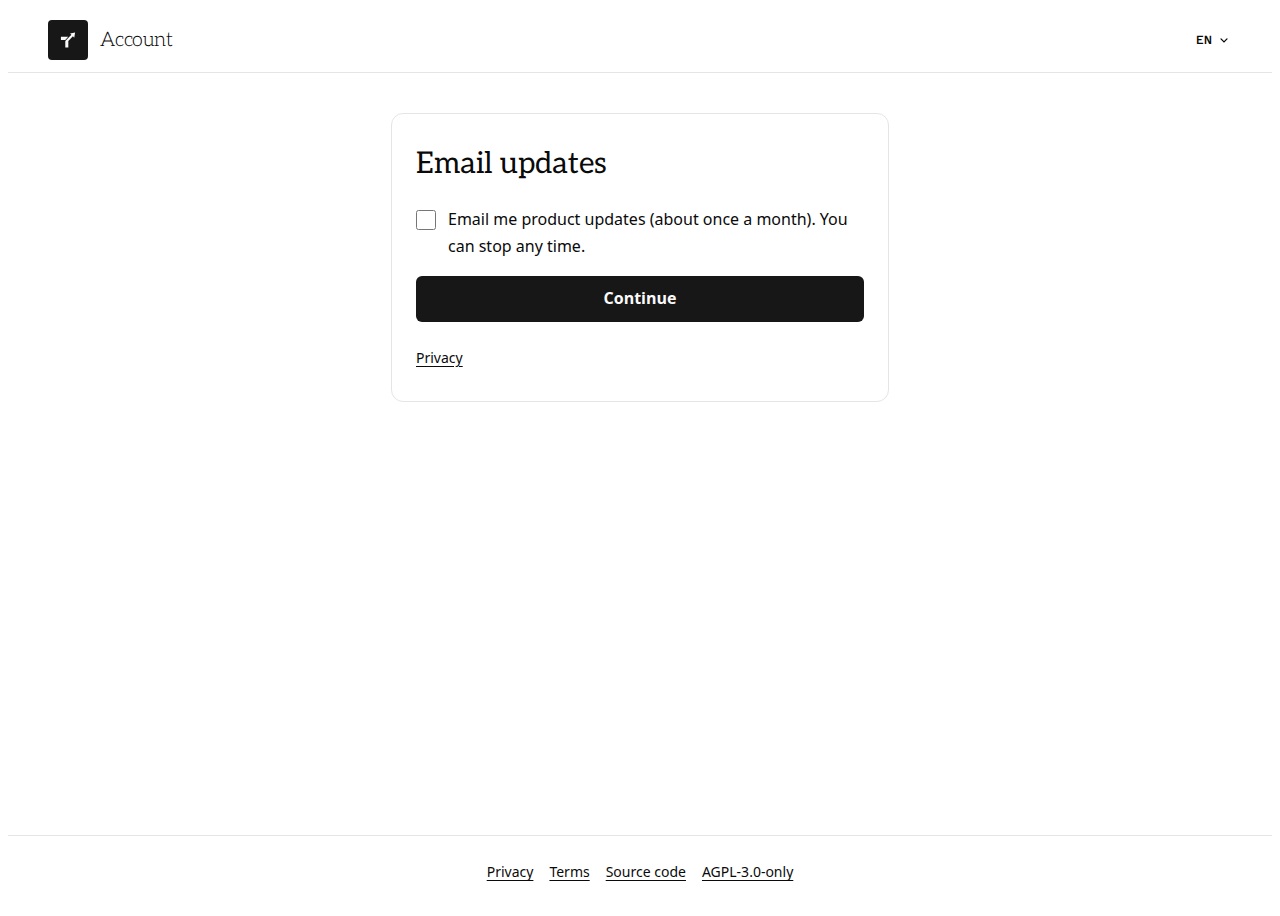 Account
EN
Email updates
Email me product updates (about once a month). You
can stop any time.
Continue
Privacy
Privacy Terms Source code AGPL-3.0-only